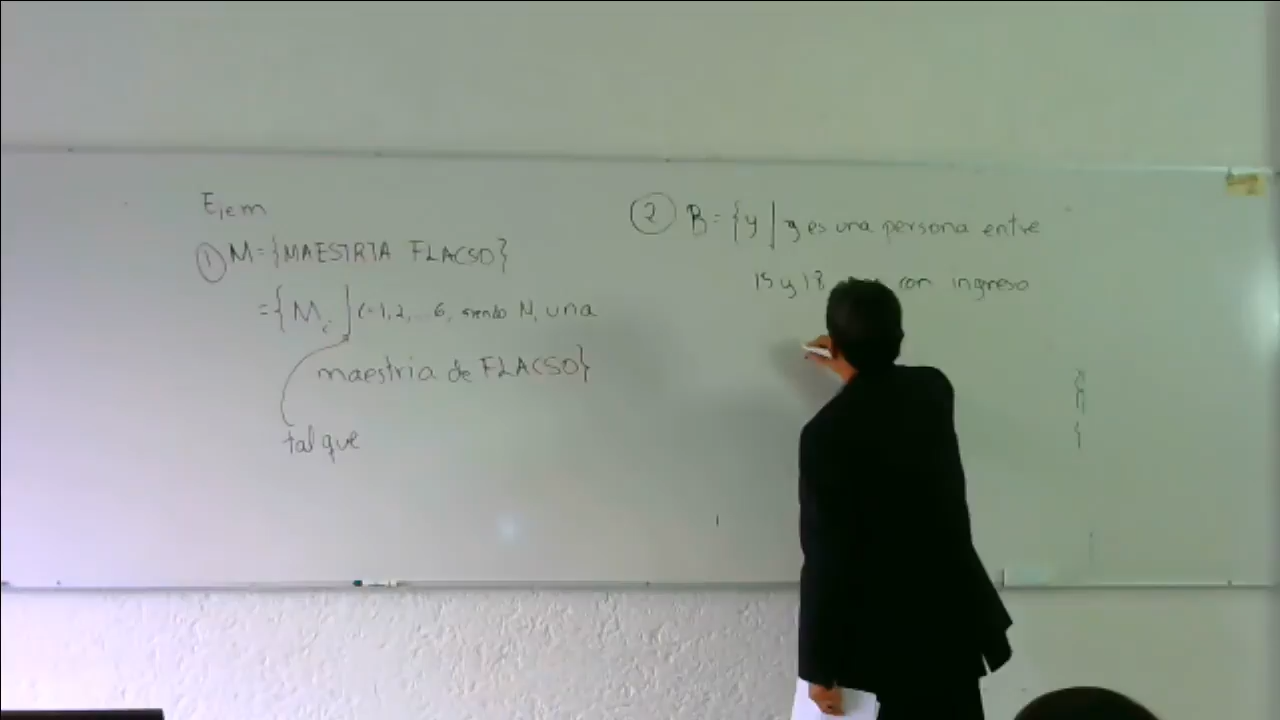 Ejem
① M = {MAESTRIA FLACSO}
= {M i | i=1,2, 6, siendo Mi una
maestria de FLACSO}
tal que
② B = {y | y es una persona entre
15 y 18 con ingreso